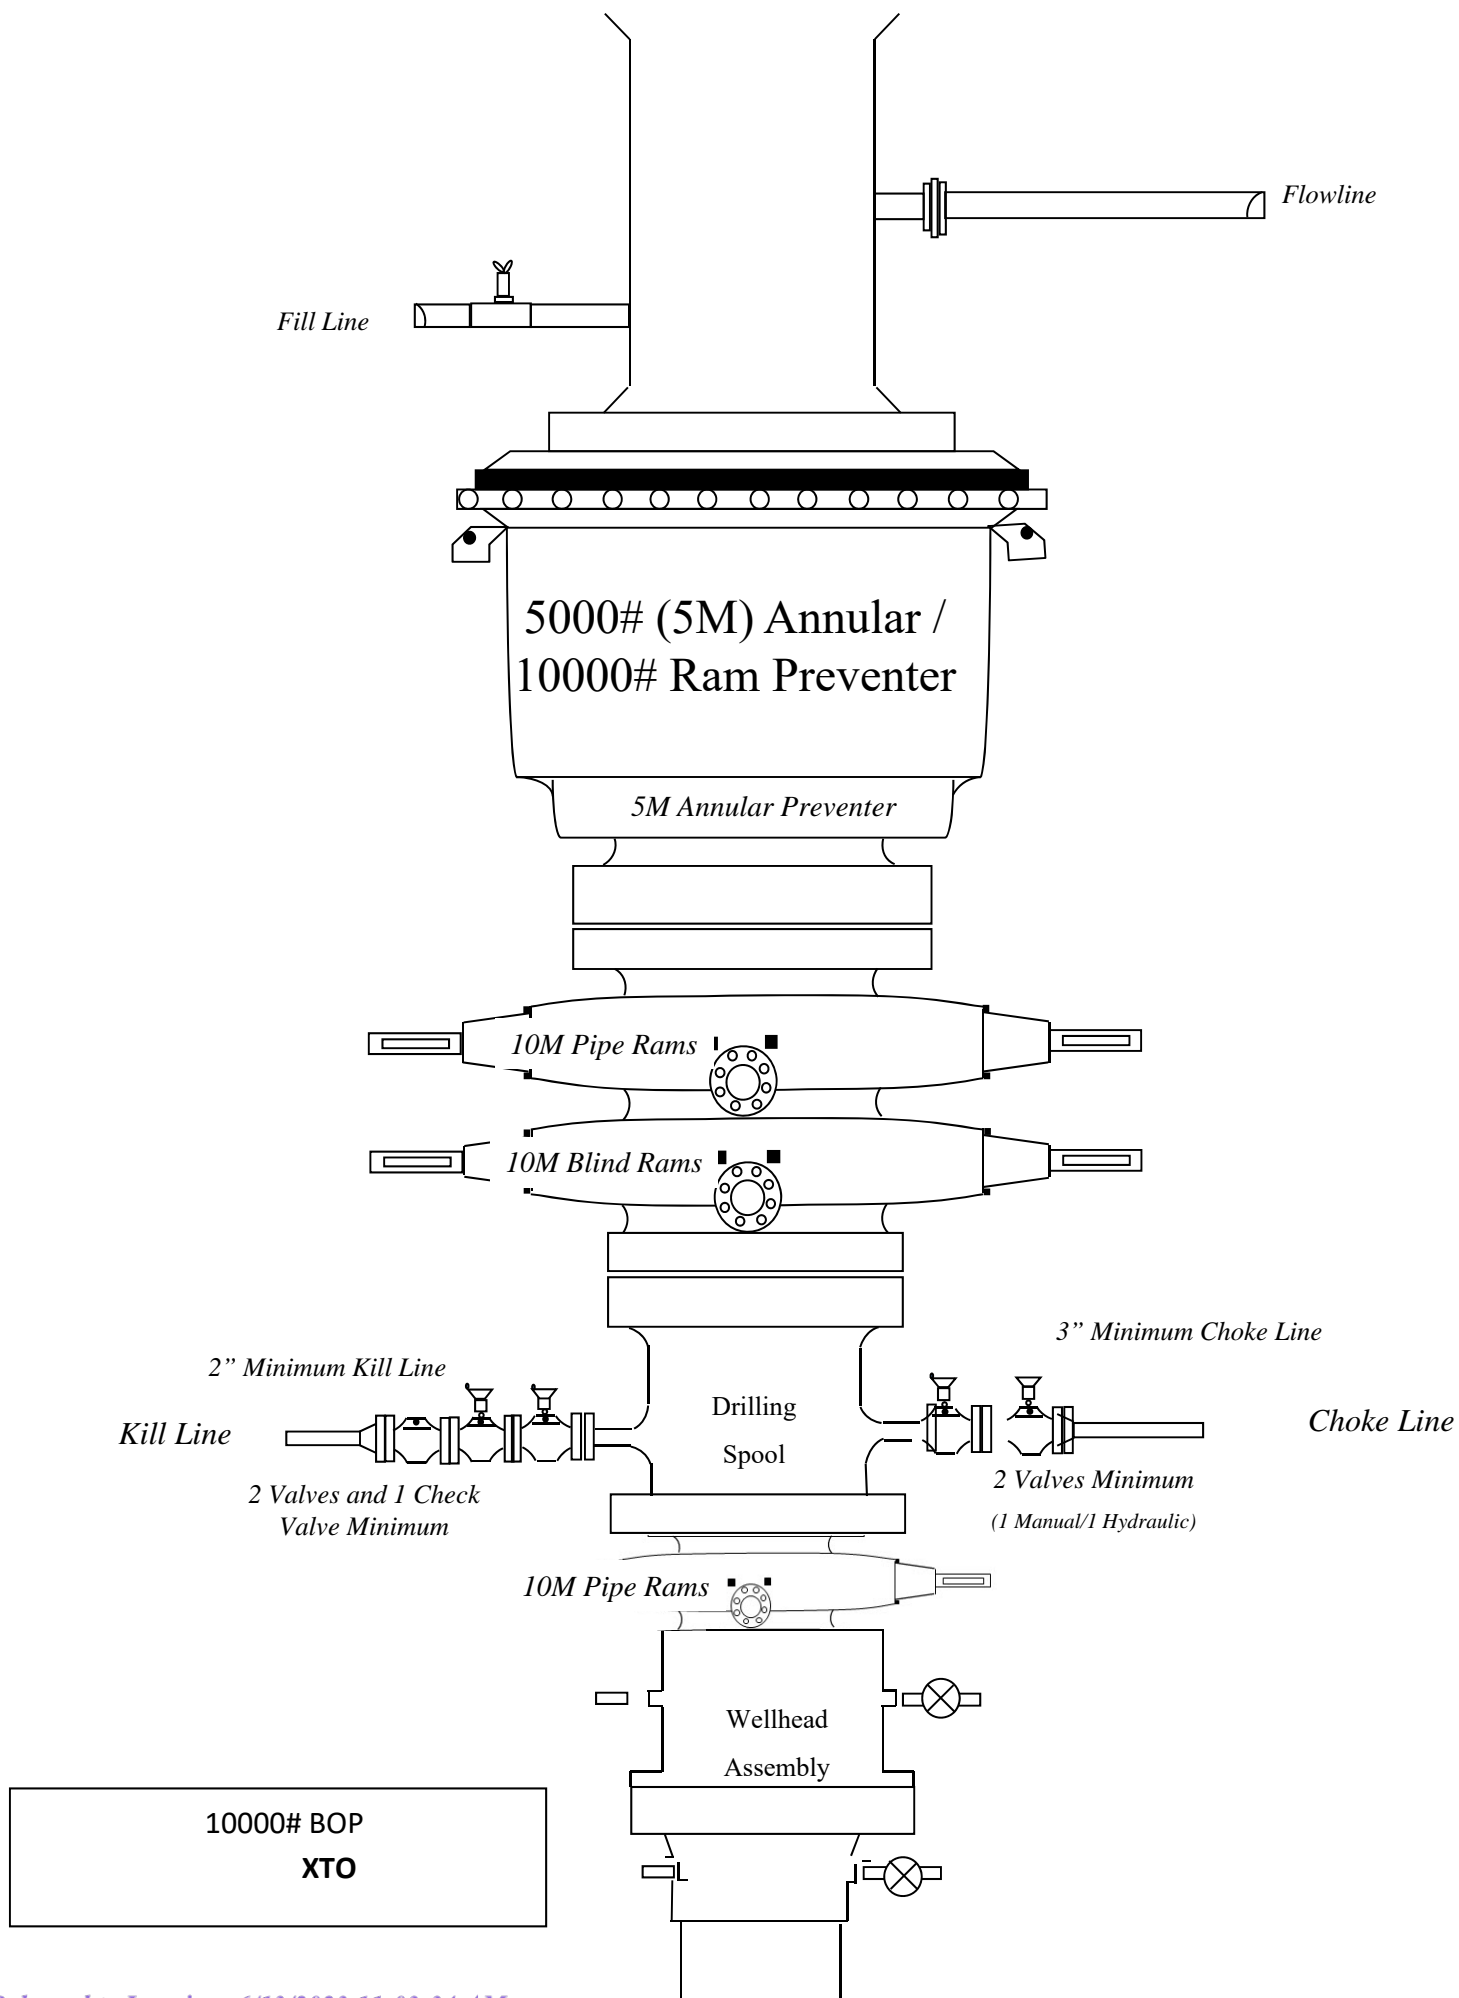 Flowline
Fill Line
5000# (5M) Annular /
10000# Ram Preventer
5M Annular Preventer
10M Pipe Rams
10M Blind Rams
3” Minimum Choke Line
2” Minimum Kill Line
Drilling
Spool
Kill Line
Choke Line
2 Valves and 1 Check
Valve Minimum
2 Valves Minimum
(1 Manual/1 Hydraulic)
10M Pipe Rams
Wellhead
Assembly
10000# BOP
XTO